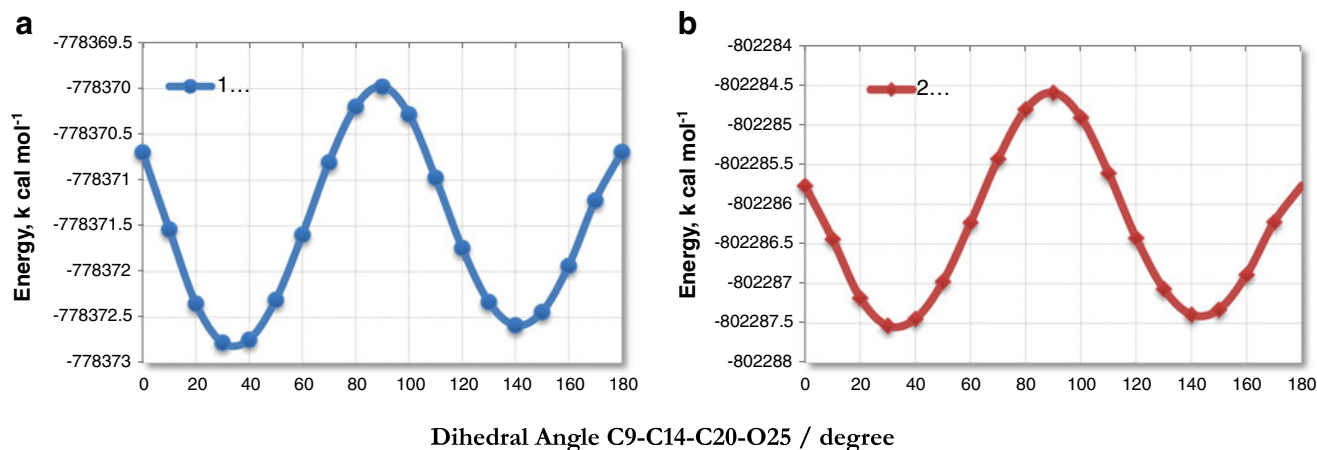 a
-778369.5
-778370
-778370.5
-778371
-778371.5
-778372
-778372.5
-778373
Energy, k cal mol-1
1...
0 20 40 60 80 100 120 140 160 180
b
-802284
-802284.5
-802285
-802285.5
-802286
-802286.5
-802287
-802287.5
-802288
Energy, k cal mol-1
2...
0 20 40 60 80 100 120 140 160 180
Dihedral Angle C9-C14-C20-O25 / degree